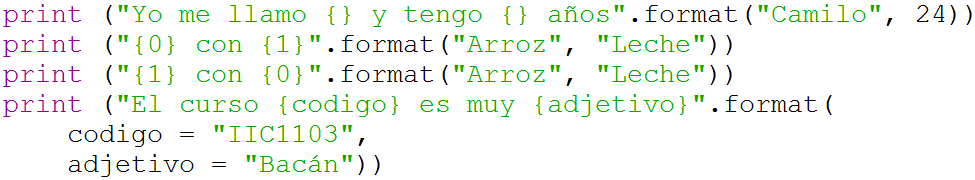 print ("Yo me llamo {} y tengo {} años".format("Camilo", 24))
print ("{0} con {1}".format("Arroz", "Leche"))
print ("{1} con {0}".format("Arroz", "Leche"))
print ("El curso {codigo} es muy {adjetivo}".format(
    codigo = "IIC1103",
    adjetivo = "Bacán"))